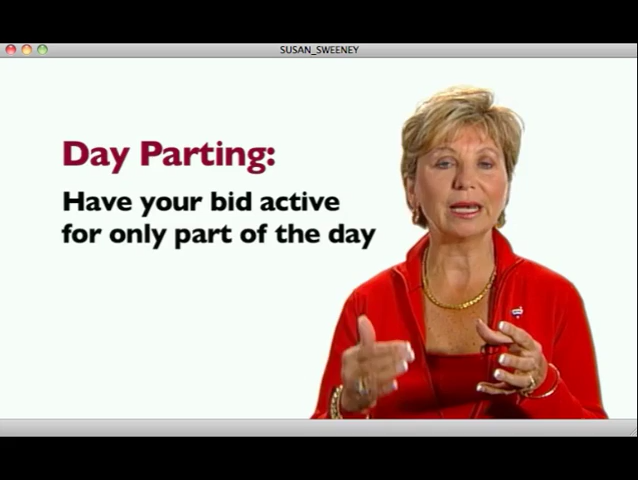 SUSAN_SWEENEY
Day Parting:
Have your bid active
for only part of the day